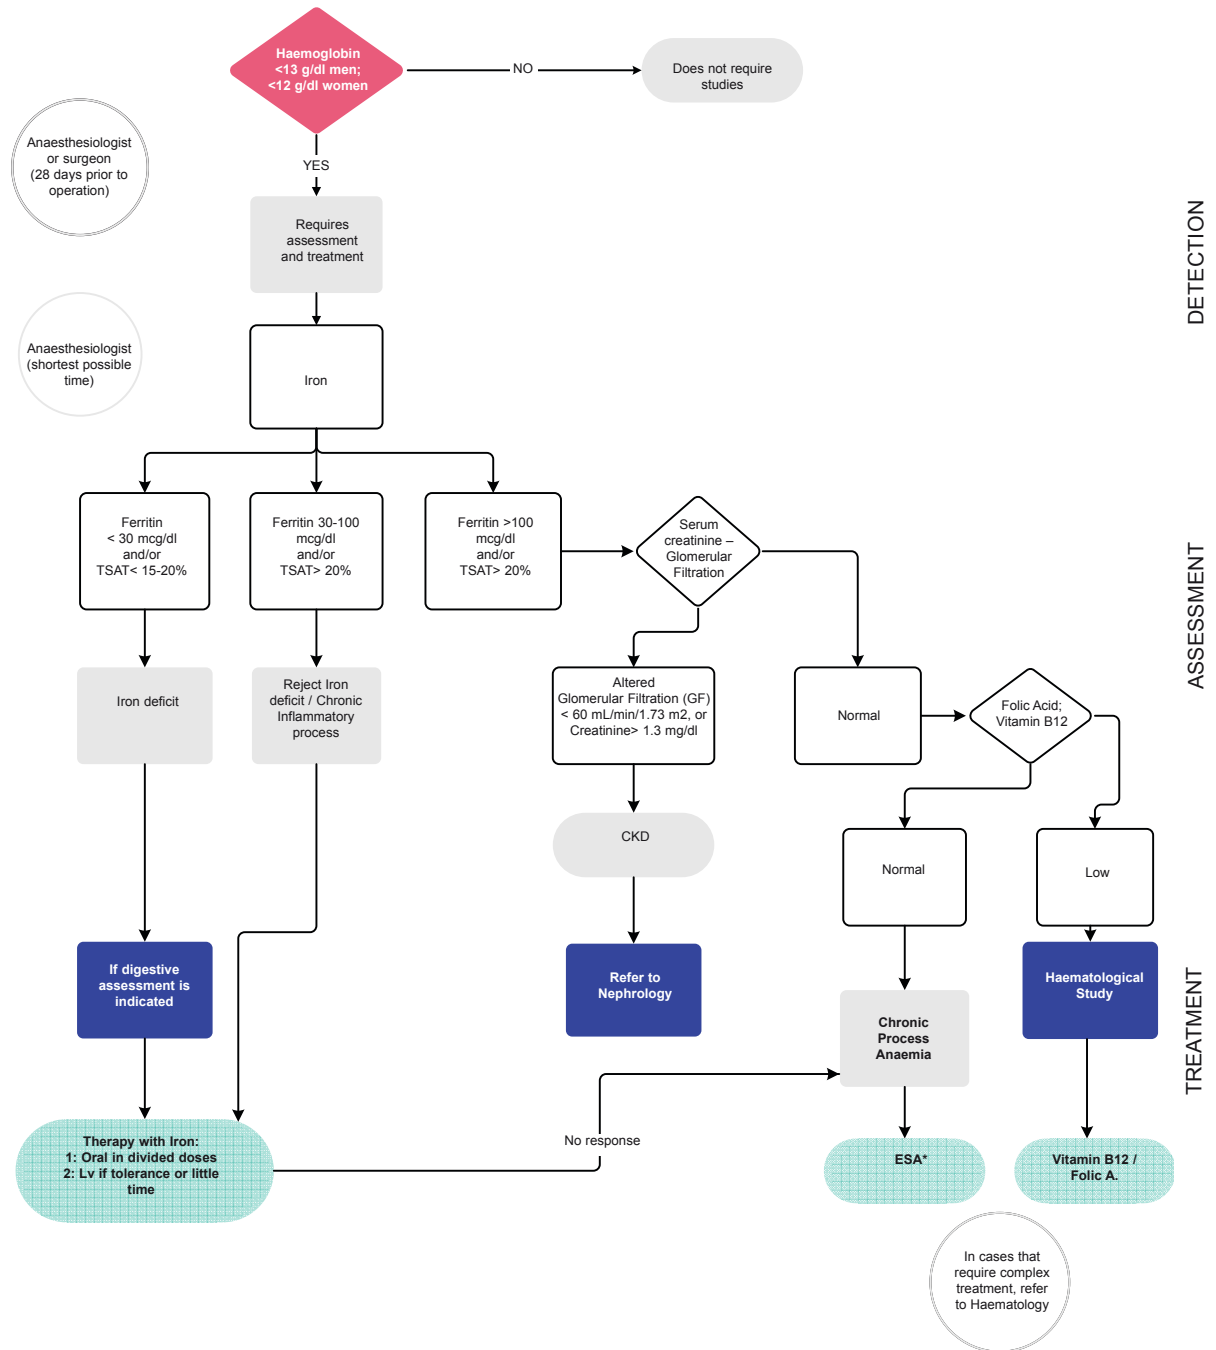 Haemoglobin
<13 g/dl men;
<12 g/dl women
NO
Does not require
studies
Anaesthesiologist
or surgeon
(28 days prior to
operation)
YES
Requires
assessment
and treatment
DETECTION
Anaesthesiologist
(shortest possible
time)
Iron
Ferritin
< 30 mcg/dl
and/or
TSAT< 15-20%
Ferritin 30-100
mcg/dl
and/or
TSAT> 20%
Ferritin >100
mcg/dl
and/or
TSAT> 20%
Serum
creatinine –
Glomerular
Filtration
ASSESSMENT
Iron deficit
Reject Iron
deficit / Chronic
Inflammatory
process
Altered
Glomerular Filtration (GF)
< 60 mL/min/1.73 m2, or
Creatinine> 1.3 mg/dl
Normal
Folic Acid;
Vitamin B12
CKD
Normal
Low
If digestive
assessment is
indicated
Refer to
Nephrology
Haematological
Study
Chronic
Process
Anaemia
TREATMENT
Therapy with Iron:
1: Oral in divided doses
2: Lv if tolerance or little
time
No response
ESA*
Vitamin B12 /
Folic A.
In cases that
require complex
treatment, refer
to Haematology